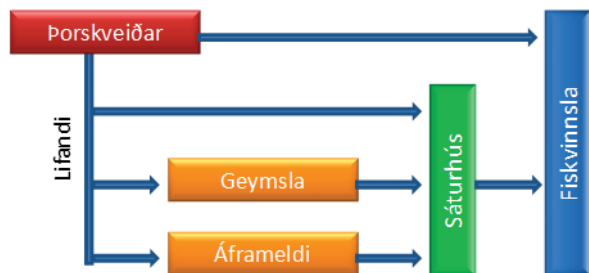 Þorskveiðar
Lifandi
Geymsla
Áframeldi
Sáturhús
Fiskvinnsla